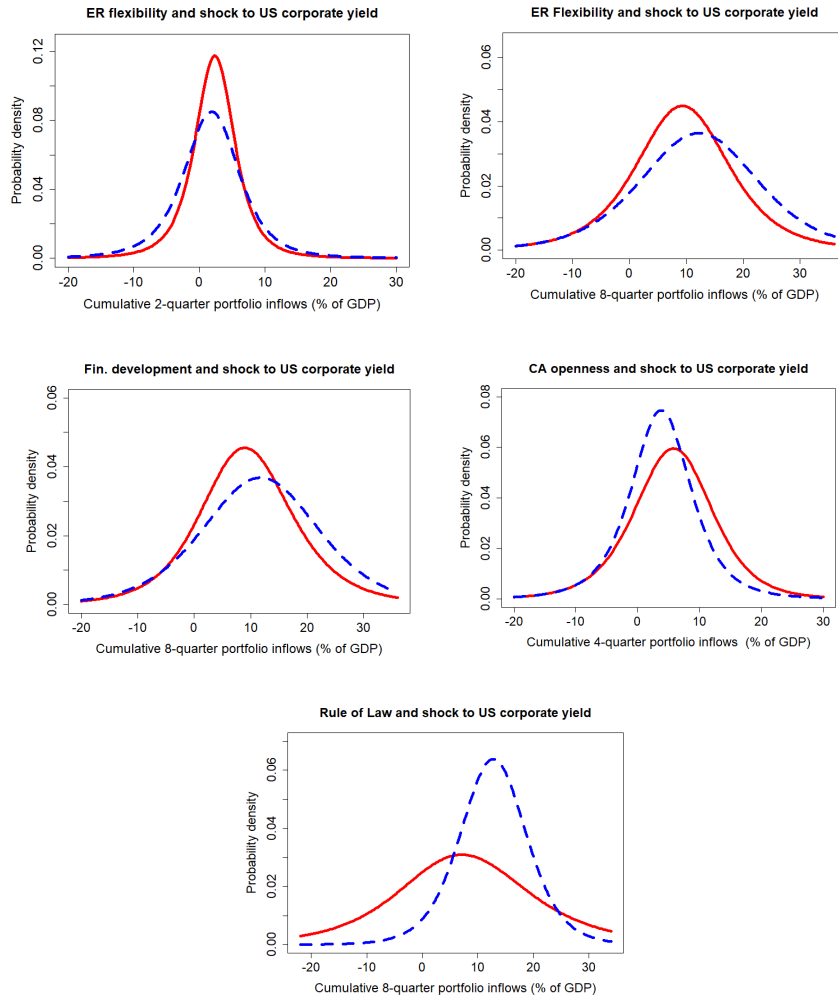 ER flexibility and shock to US corporate yield
Probability density
0.00 0.04 0.08 0.12
-20 -10 0 10 20 30
Cumulative 2-quarter portfolio inflows (% of GDP)
ER Flexibility and shock to US corporate yield
Probability density
0.00 0.02 0.04 0.06
-20 -10 0 10 20 30
Cumulative 8-quarter portfolio inflows (% of GDP)
Fin. development and shock to US corporate yield
Probability density
0.00 0.02 0.04 0.06
-20 -10 0 10 20 30
Cumulative 8-quarter portfolio inflows (% of GDP)
CA openness and shock to US corporate yield
Probability density
0.00 0.02 0.04 0.06 0.08
-20 -10 0 10 20 30
Cumulative 4-quarter portfolio inflows (% of GDP)
Rule of Law and shock to US corporate yield
Probability density
0.00 0.02 0.04 0.06
-20 -10 0 10 20 30
Cumulative 8-quarter portfolio inflows (% of GDP)